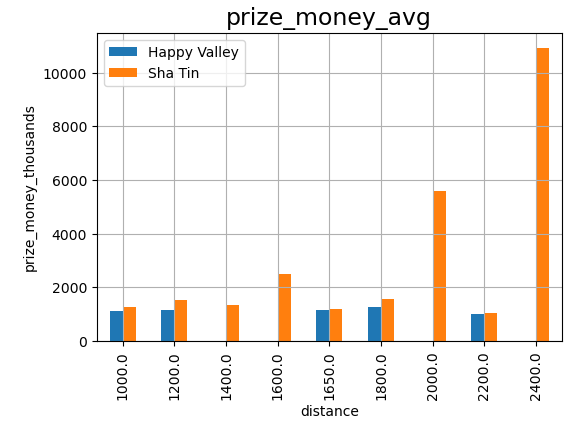 prize_money_avg
Happy Valley
Sha Tin
prize_money_thousands
10000
8000
6000
4000
2000
0
1000.0 1200.0 1400.0 1600.0 1650.0 1800.0 2000.0 2200.0 2400.0
distance